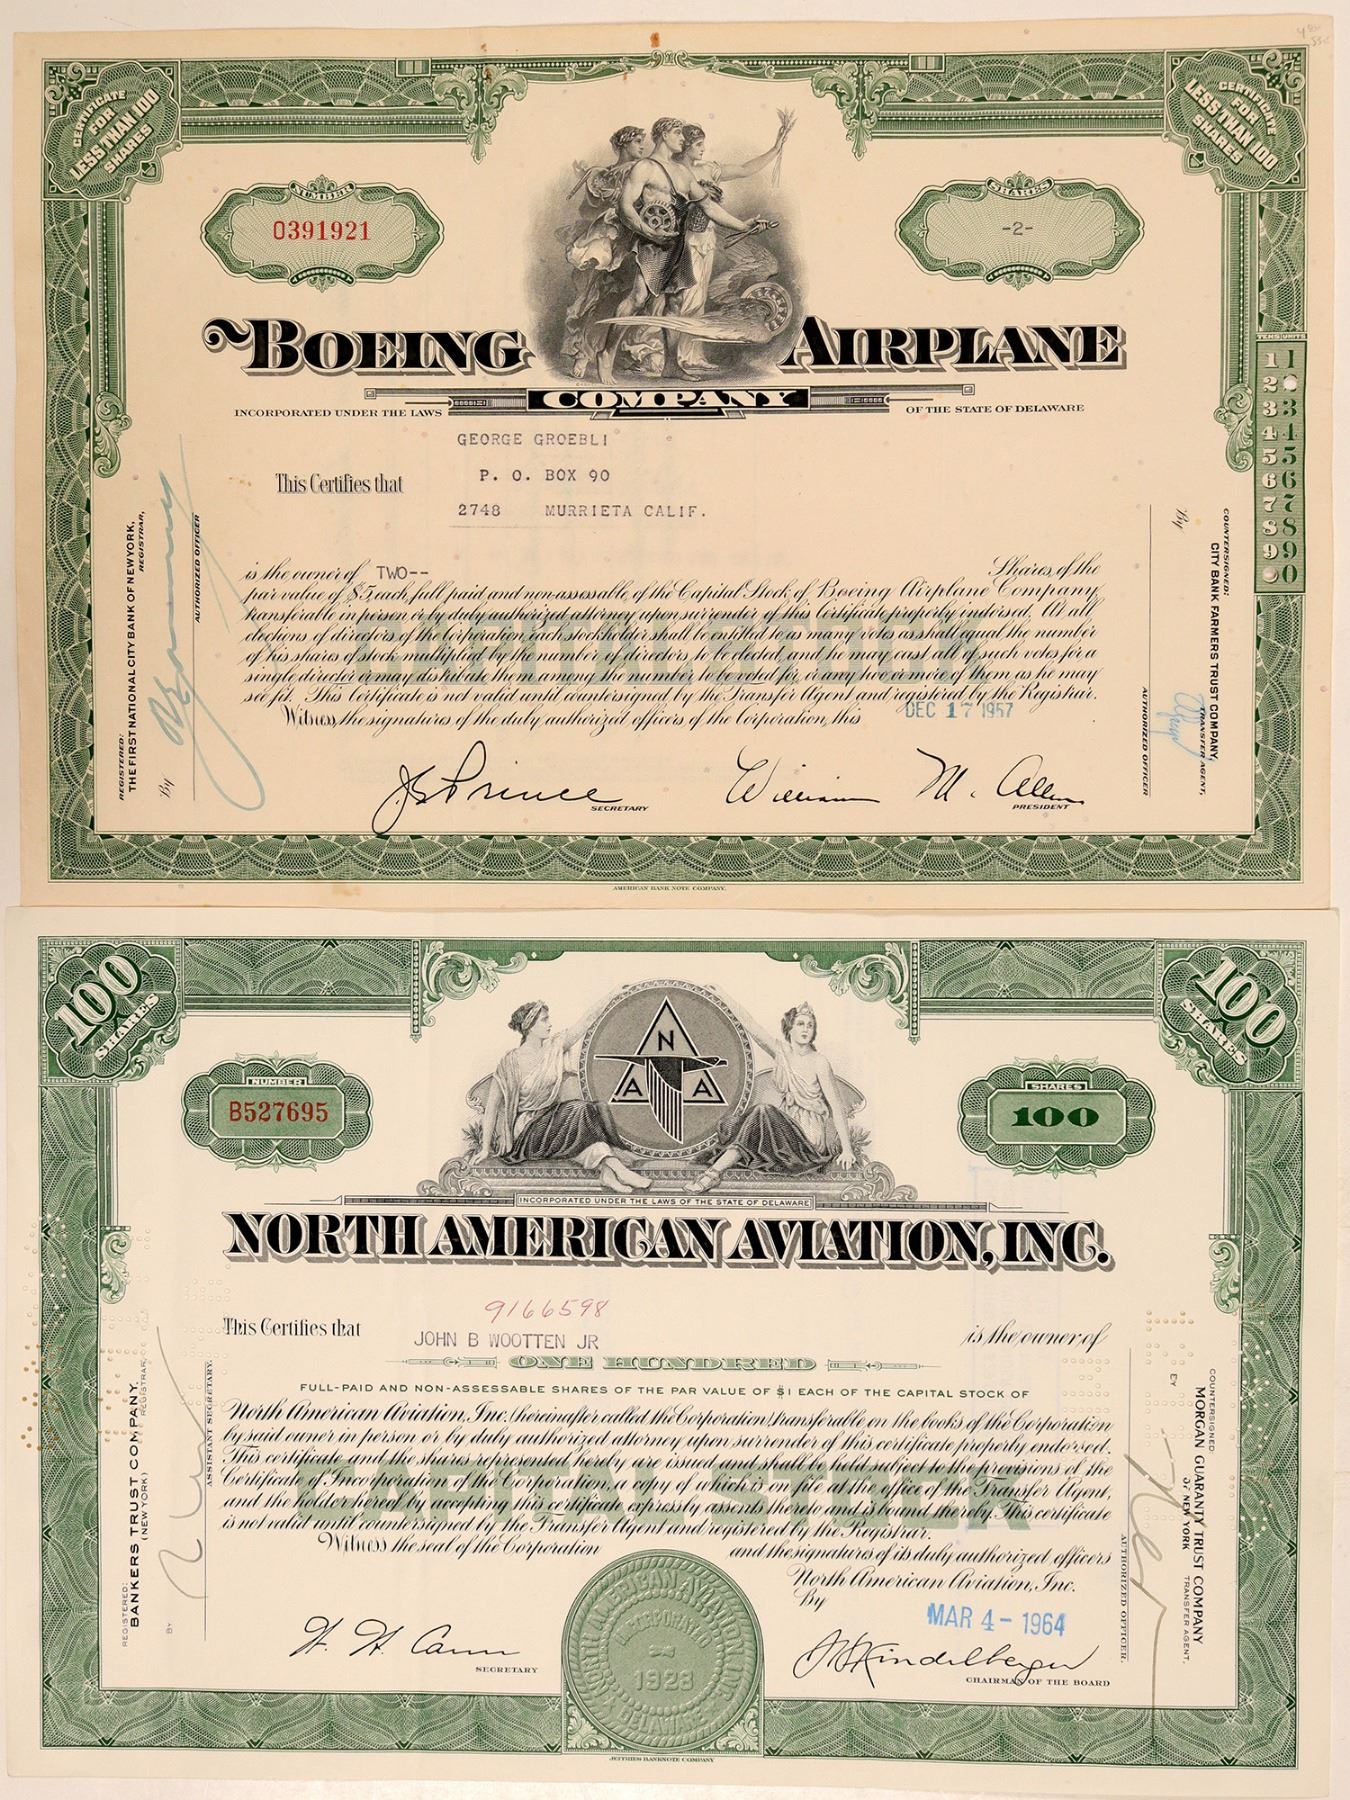 CERTIFICATE FOR LESS THAN 100 SHARES
CERTIFICATE FOR LESS THAN 100 SHARES
NUMBER
O391921
SHARES
-2-
BOEING AIRPLANE
COMPANY
INCORPORATED UNDER THE LAWS OF THE STATE OF DELAWARE
GEORGE GROEBLI
This Certifies that P. O. BOX 90
2748 MURRIETA CALIF.
is the owner of TWO-- Shares, of the
par value of $5 each, full paid and non-assessable, of the Capital Stock of Boeing Airplane Company,
transferable in person or by duly authorized attorney upon surrender of this Certificate properly indorsed. At all
elections of directors of the Corporation, each stockholder shall be entitled to as many votes as shall equal the number
of his shares of stock multiplied by the number of directors to be elected, and he may cast all of such votes for a
single director or may distribute them among the number to be voted for, or any two or more of them as he may
see fit. This Certificate is not valid until countersigned by the Transfer Agent and registered by the Registrar.
Witness, the signatures of the duly authorized officers of the Corporation, this DEC 17 1957
J S Prince
SECRETARY
William M. Allen
PRESIDENT
REGISTERED:
THE FIRST NATIONAL CITY BANK OF NEW YORK,
REGISTRAR,
By
AUTHORIZED OFFICER
COUNTERSIGNED:
CITY BANK FARMERS TRUST COMPANY,
TRANSFER AGENT,
By
AUTHORIZED OFFICER
TENS UNITS
1 1
2
3 3
4 4
5 5
6 6
7 7
8 8
9 9
0
AMERICAN BANK NOTE COMPANY.
100 SHARES
100 SHARES
NUMBER
B527695
SHARES
100
N
A A
INCORPORATED UNDER THE LAWS OF THE STATE OF DELAWARE
NORTH AMERICAN AVIATION, INC.
9166598
This Certifies that JOHN B WOOTTEN JR is the owner of
ONE HUNDRED
FULL-PAID AND NON-ASSESSABLE SHARES OF THE PAR VALUE OF $1 EACH OF THE CAPITAL STOCK OF
North American Aviation, Inc. (hereinafter called the Corporation) transferable on the books of the Corporation
by said owner in person or by duly authorized attorney upon surrender of this certificate properly endorsed.
This certificate and the shares represented hereby are issued and shall be held subject to the provisions of the
Certificate of Incorporation of the Corporation, a copy of which is on file at the office of the Transfer Agent,
and the holder hereof by accepting this certificate expressly assents thereto and is bound thereby. This certificate
is not valid until countersigned by the Transfer Agent and registered by the Registrar.
Witness the seal of the Corporation and the signatures of its duly authorized officers
North American Aviation, Inc.
By
MAR 4 - 1964
SECRETARY
J H Kindelberger
CHAIRMAN OF THE BOARD
NORTH AMERICAN AVIATION, INC.
INCORPORATED
1928
DELAWARE
REGISTERED:
BANKERS TRUST COMPANY,
(NEW YORK) REGISTRAR,
BY
ASSISTANT SECRETARY.
COUNTERSIGNED:
MORGAN GUARANTY TRUST COMPANY
OF NEW YORK TRANSFER AGENT.
BY
AUTHORIZED OFFICER.
JEFFRIES BANKNOTE COMPANY